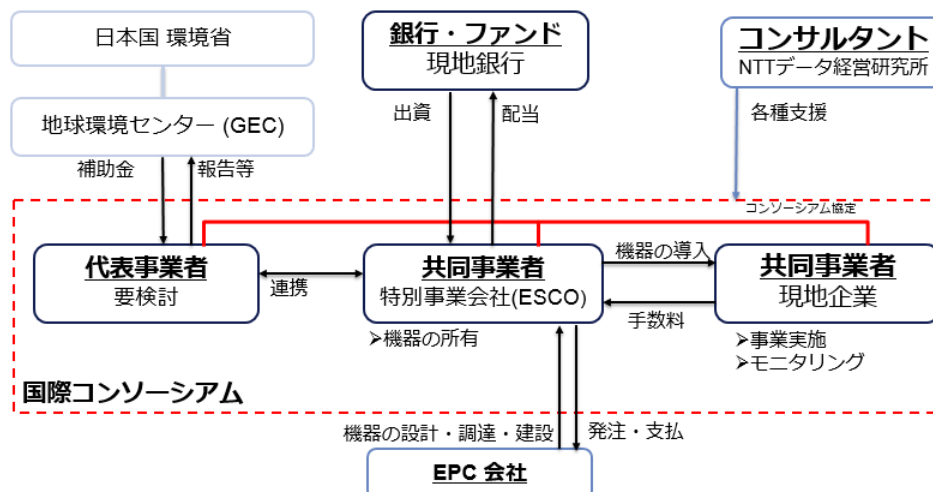 日本国 環境省
銀行・ファンド
現地銀行
コンサルタント
NTTデータ経営研究所
地球環境センター (GEC)
補助金
報告等
出資
配当
各種支援
コンソーシアム協定
代表事業者
要検討
連携
共同事業者
特別事業会社(ESCO)
➢機器の所有
機器の導入
手数料
共同事業者
現地企業
➢事業実施
➢モニタリング
国際コンソーシアム
機器の設計・調達・建設
発注・支払
EPC 会社